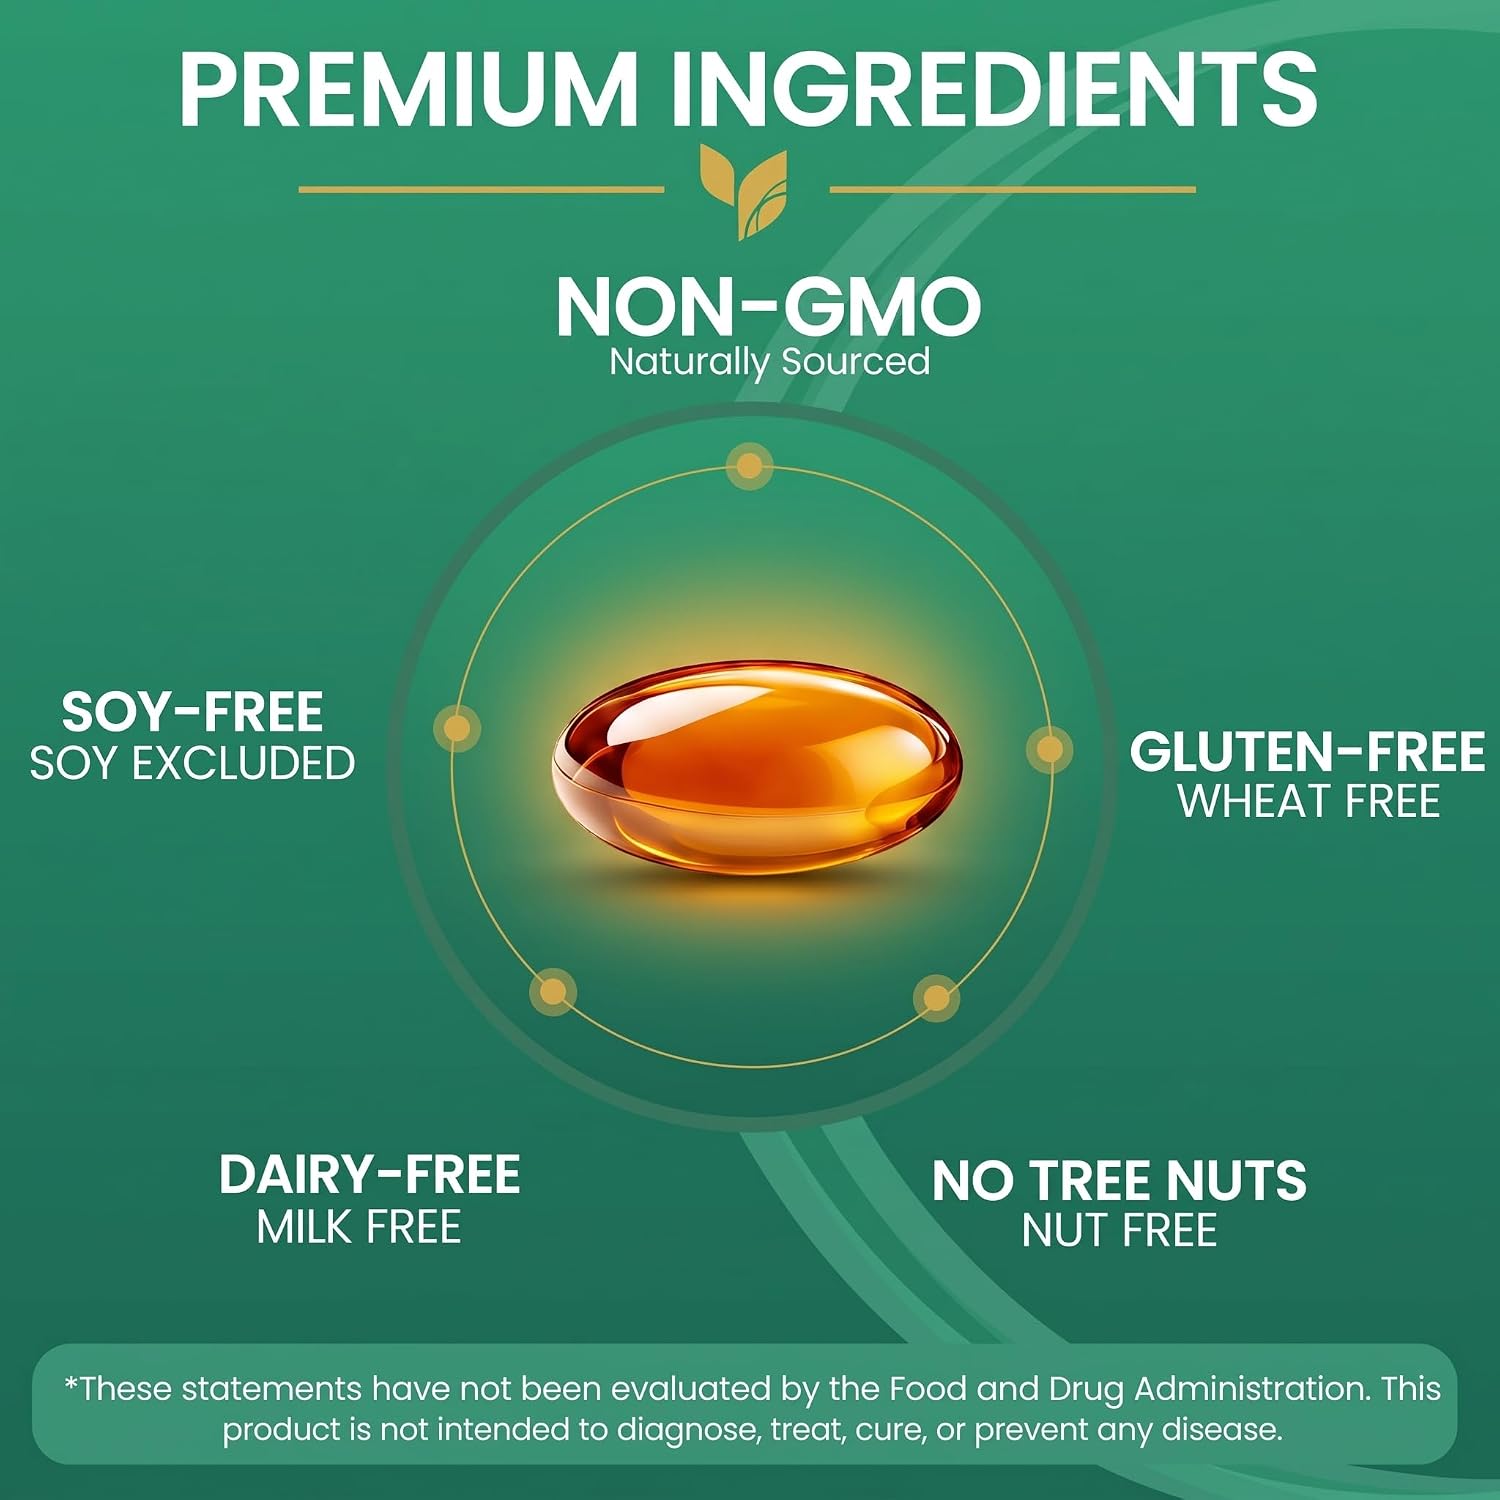 PREMIUM INGREDIENTS
NON-GMO
Naturally Sourced
SOY-FREE
SOY EXCLUDED
GLUTEN-FREE
WHEAT FREE
DAIRY-FREE
MILK FREE
NO TREE NUTS
NUT FREE
*These statements have not been evaluated by the Food and Drug Administration. This
product is not intended to diagnose, treat, cure, or prevent any disease.